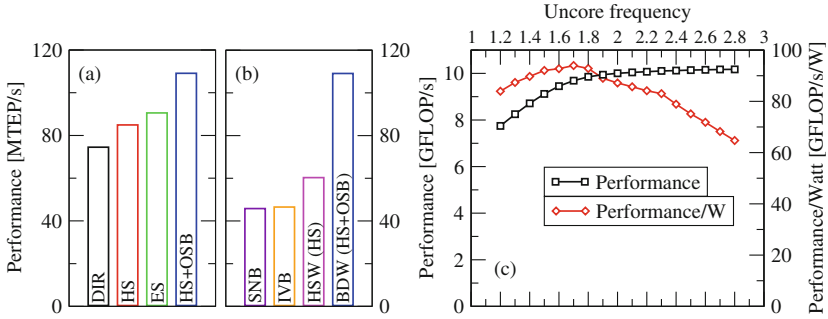 Uncore frequency
1 1.2 1.4 1.6 1.8 2 2.2 2.4 2.6 2.8 3
Performance [MTEP/s]
120
80
40
0
(a)
DIR
HS
ES
HS+OSB
(b)
SNB
IVB
HSW (HS)
BDW (HS+OSB)
120
80
40
0
Performance [GFLOP/s]
10
8
6
4
2
0
Performance
Performance/W
(c)
100
80
60
40
20
0
Performance/Watt [GFLOP/s/W]